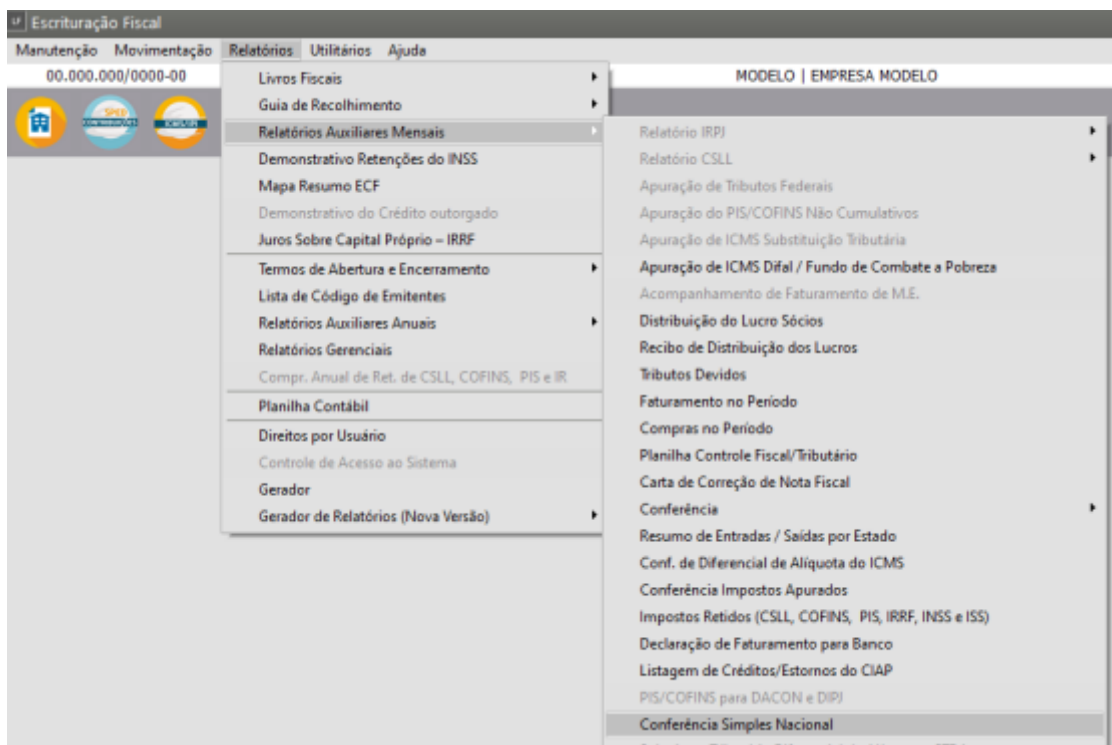 LF Escrituração Fiscal
Manutenção Movimentação Relatórios Utilitários Ajuda
00.000.000/0000-00
MODELO | EMPRESA MODELO
SPED
CONTRIBUIÇÕES
ICMS/IPI
Livros Fiscais
Guia de Recolhimento
Relatórios Auxiliares Mensais
Demonstrativo Retenções do INSS
Mapa Resumo ECF
Demonstrativo do Crédito outorgado
Juros Sobre Capital Próprio – IRRF
Termos de Abertura e Encerramento
Lista de Código de Emitentes
Relatórios Auxiliares Anuais
Relatórios Gerenciais
Compr. Anual de Ret. de CSLL, COFINS, PIS e IR
Planilha Contábil
Direitos por Usuário
Controle de Acesso ao Sistema
Gerador
Gerador de Relatórios (Nova Versão)
Relatório IRPJ
Relatório CSLL
Apuração de Tributos Federais
Apuração do PIS/COFINS Não Cumulativos
Apuração de ICMS Substituição Tributária
Apuração de ICMS Difal / Fundo de Combate a Pobreza
Acompanhamento de Faturamento de M.E.
Distribuição do Lucro Sócios
Recibo de Distribuição dos Lucros
Tributos Devidos
Faturamento no Período
Compras no Período
Planilha Controle Fiscal/Tributário
Carta de Correção de Nota Fiscal
Conferência
Resumo de Entradas / Saídas por Estado
Conf. de Diferencial de Alíquota do ICMS
Conferência Impostos Apurados
Impostos Retidos (CSLL, COFINS, PIS, IRRF, INSS e ISS)
Declaração de Faturamento para Banco
Listagem de Créditos/Estornos do CIAP
PIS/COFINS para DACON e DIPJ
Conferência Simples Nacional